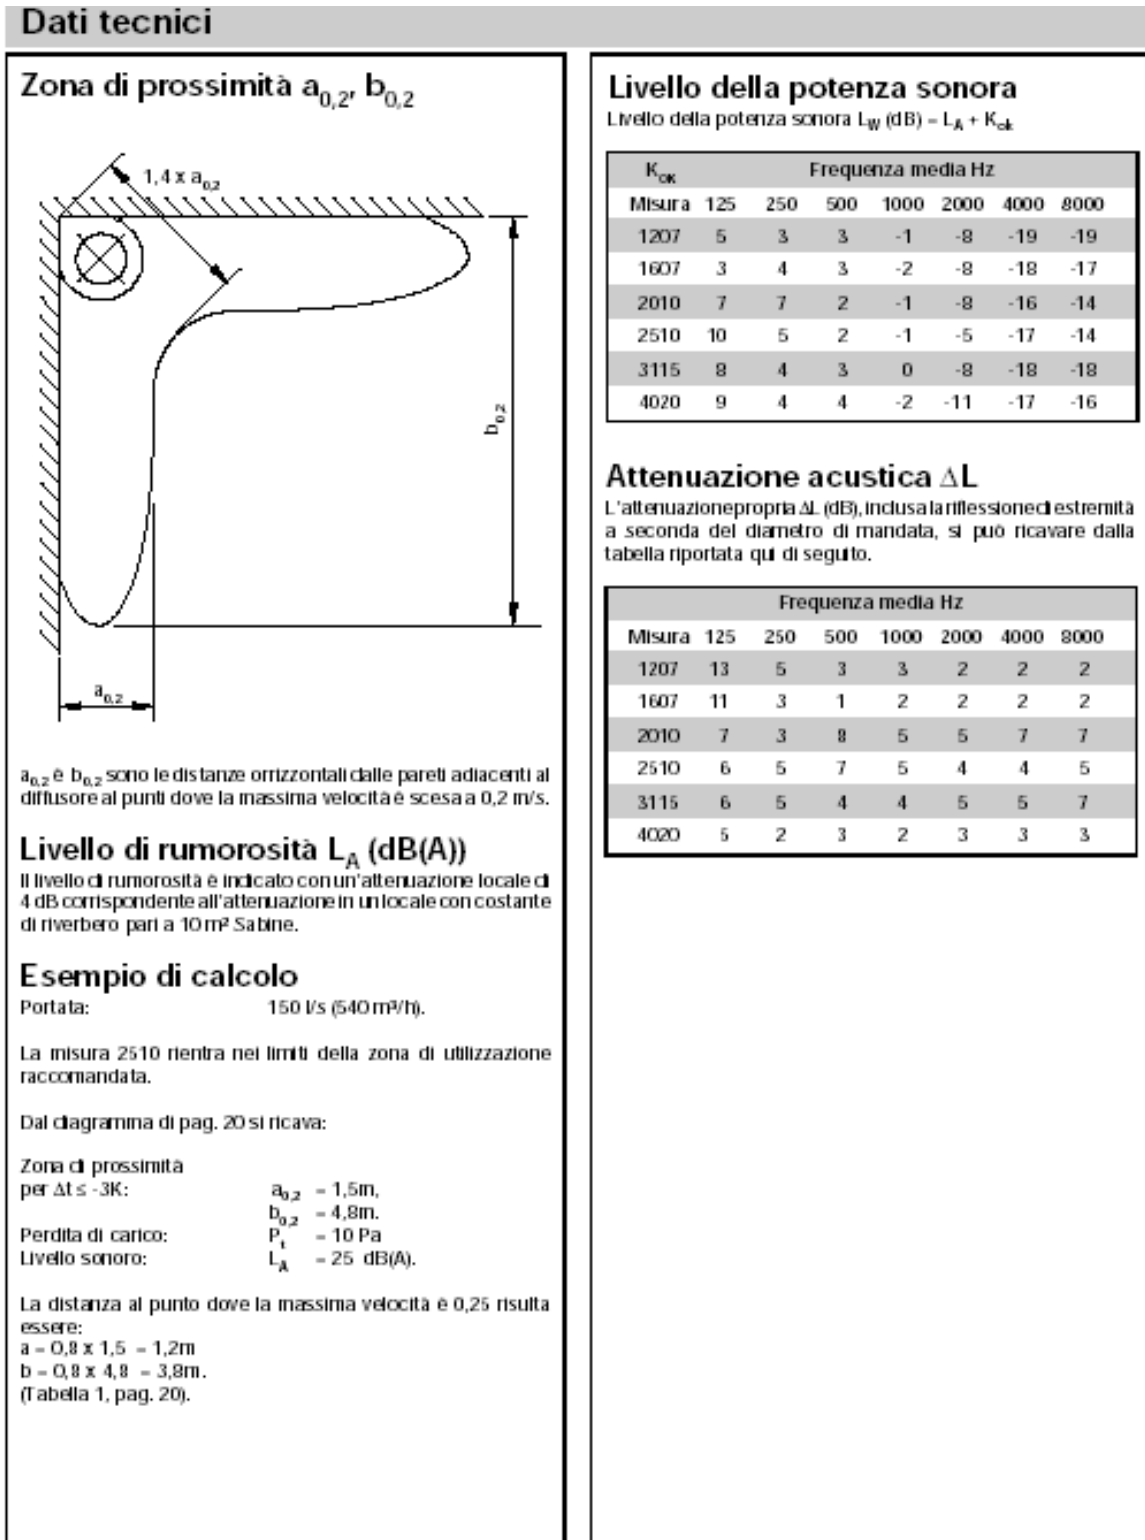 Dati tecnici
Zona di prossimità a0,2, b0,2
1,4 x a0,2
b0,2
a0,2
a0,2 è b0,2 sono le distanze orrizzontali dalle pareti adiacenti al
diffusore al punti dove la massima velocità è scesa a 0,2 m/s.
Livello di rumorosità LA (dB(A))
Il livello di rumorosità è indicato con un'attenuazione locale di
4 dB corrispondente all'attenuazione in un locale con costante
di riverbero pari a 10 m² Sabine.
Esempio di calcolo
Portata: 150 l/s (540 m³/h).
La misura 2510 rientra nei limiti della zona di utilizzazione
raccomandata.
Dal diagramma di pag. 20 si ricava:
Zona di prossimità
per Δt ≤ -3K: a0,2 = 1,5m,
b0,2 = 4,8m.
Perdita di carico: Pt = 10 Pa
Livello sonoro: LA = 25 dB(A).
La distanza al punto dove la massima velocità è 0,25 risulta
essere:
a = 0,8 x 1,5 = 1,2m
b = 0,8 x 4,8 = 3,8m.
(Tabella 1, pag. 20).
Livello della potenza sonora
Livello della potenza sonora LW (dB) = LA + Kok
KOK Frequenza media Hz
Misura 125 250 500 1000 2000 4000 8000
1207 5 3 3 -1 -8 -19 -19
1607 3 4 3 -2 -8 -18 -17
2010 7 7 2 -1 -8 -16 -14
2510 10 5 2 -1 -5 -17 -14
3115 8 4 3 0 -8 -18 -18
4020 9 4 4 -2 -11 -17 -16
Attenuazione acustica ΔL
L'attenuazione propria ΔL (dB), inclusa la riflessione di estremità
a seconda del diametro di mandata, si può ricavare dalla
tabella riportata qui di seguito.
Frequenza media Hz
Misura 125 250 500 1000 2000 4000 8000
1207 13 5 3 3 2 2 2
1607 11 3 1 2 2 2 2
2010 7 3 8 5 5 7 7
2510 6 5 7 5 4 4 5
3115 6 5 4 4 5 5 7
4020 5 2 3 2 3 3 3